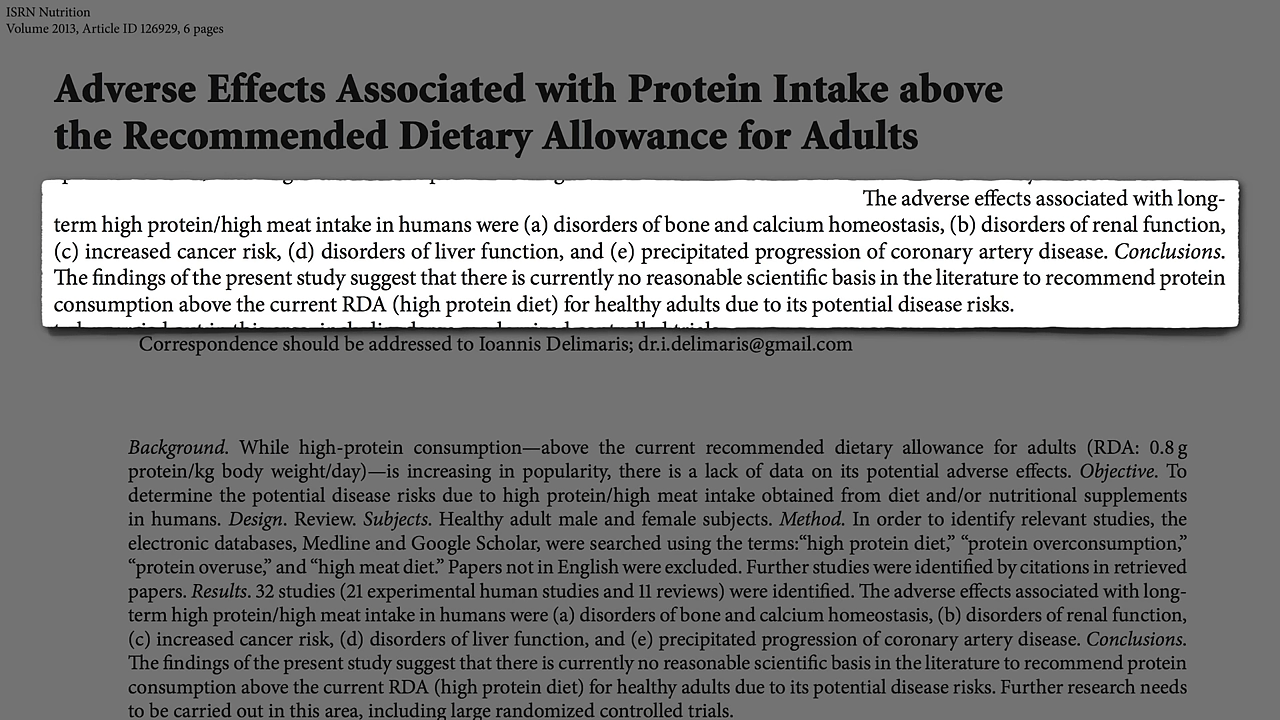 ISRN Nutrition
Volume 2013, Article ID 126929, 6 pages
Adverse Effects Associated with Protein Intake above
the Recommended Dietary Allowance for Adults
The adverse effects associated with long-
term high protein/high meat intake in humans were (a) disorders of bone and calcium homeostasis, (b) disorders of renal function,
(c) increased cancer risk, (d) disorders of liver function, and (e) precipitated progression of coronary artery disease. Conclusions.
The findings of the present study suggest that there is currently no reasonable scientific basis in the literature to recommend protein
consumption above the current RDA (high protein diet) for healthy adults due to its potential disease risks.
Correspondence should be addressed to Ioannis Delimaris; dr.i.delimaris@gmail.com
Background. While high-protein consumption—above the current recommended dietary allowance for adults (RDA: 0.8 g
protein/kg body weight/day)—is increasing in popularity, there is a lack of data on its potential adverse effects. Objective. To
determine the potential disease risks due to high protein/high meat intake obtained from diet and/or nutritional supplements
in humans. Design. Review. Subjects. Healthy adult male and female subjects. Method. In order to identify relevant studies, the
electronic databases, Medline and Google Scholar, were searched using the terms:“high protein diet,” “protein overconsumption,”
“protein overuse,” and “high meat diet.” Papers not in English were excluded. Further studies were identified by citations in retrieved
papers. Results. 32 studies (21 experimental human studies and 11 reviews) were identified. The adverse effects associated with long-
term high protein/high meat intake in humans were (a) disorders of bone and calcium homeostasis, (b) disorders of renal function,
(c) increased cancer risk, (d) disorders of liver function, and (e) precipitated progression of coronary artery disease. Conclusions.
The findings of the present study suggest that there is currently no reasonable scientific basis in the literature to recommend protein
consumption above the current RDA (high protein diet) for healthy adults due to its potential disease risks. Further research needs
to be carried out in this area, including large randomized controlled trials.